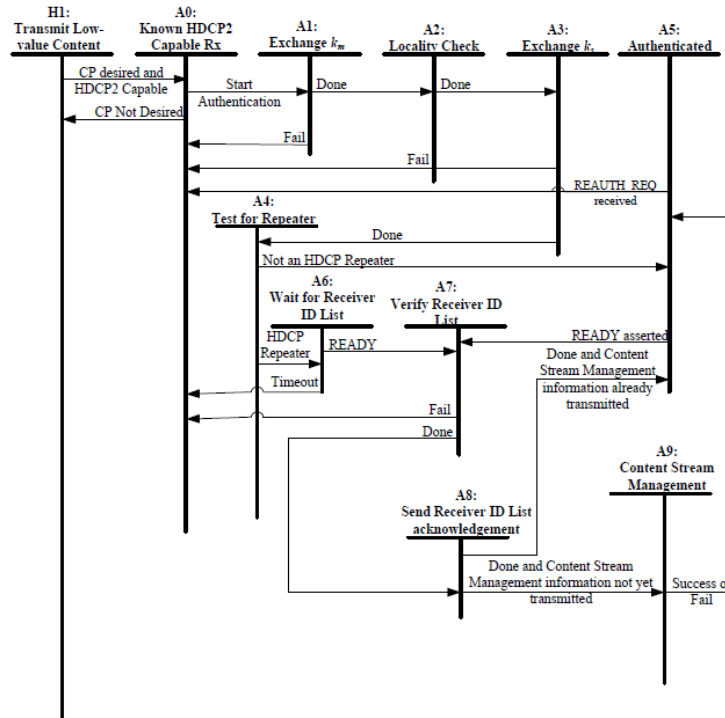 H1:
Transmit Low-
value Content
A0:
Known HDCP2
Capable Rx
A1:
Exchange km
A2:
Locality Check
A3:
Exchange ks
A5:
Authenticated
CP desired and
HDCP2 Capable
Start
Authentication
Done
Done
CP Not Desired
Fail
Fail
REAUTH_REQ
received
A4:
Test for Repeater
Done
Not an HDCP Repeater
A6:
Wait for Receiver
ID List
A7:
Verify Receiver ID
List
HDCP
Repeater
READY
READY asserted
Done and Content
Stream Management
information already
transmitted
Timeout
Fail
Done
A9:
Content Stream
Management
A8:
Send Receiver ID List
acknowledgement
Done and Content Stream
Management information not yet
transmitted
Success o
Fail